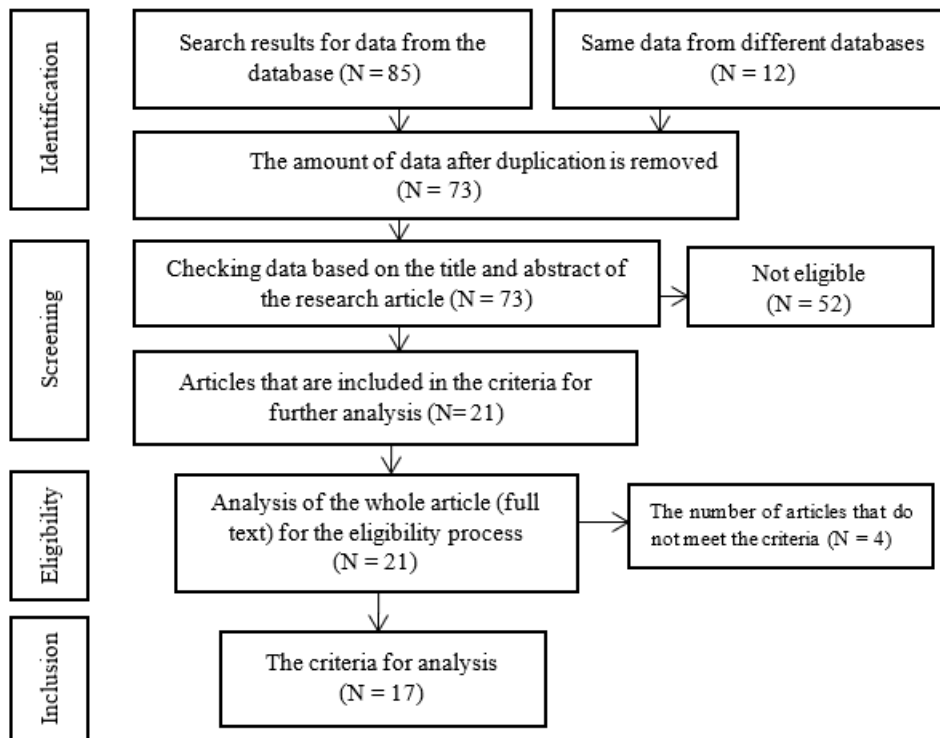 Identification
Search results for data from the
database (N = 85)
Same data from different databases
(N = 12)
The amount of data after duplication is removed
(N = 73)
Screening
Checking data based on the title and abstract of
the research article (N = 73)
Not eligible
(N = 52)
Articles that are included in the criteria for
further analysis (N= 21)
Eligibility
Analysis of the whole article (full
text) for the eligibility process
(N = 21)
The number of articles that do
not meet the criteria (N = 4)
Inclusion
The criteria for analysis
(N = 17)